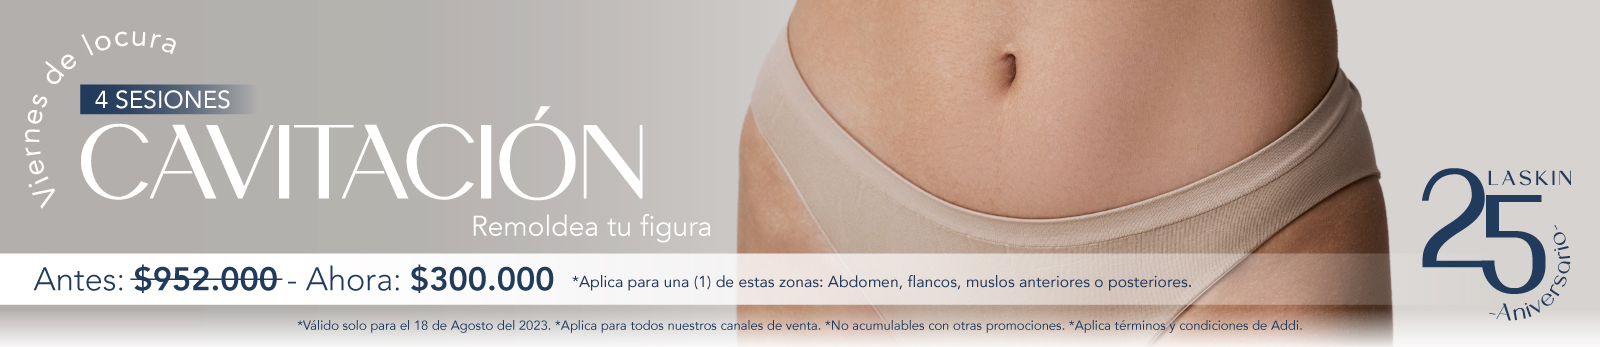 Viernes de locura
4 SESIONES
CAVITACIÓN
Remoldea tu figura
Antes: $952.000 - Ahora: $300.000 *Aplica para una (1) de estas zonas: Abdomen, flancos, muslos anteriores o posteriores.
*Válido solo para el 18 de Agosto del 2023. *Aplica para todos nuestros canales de venta. *No acumulables con otras promociones. *Aplica términos y condiciones de Addi.
LASKIN
25
-Aniversario-